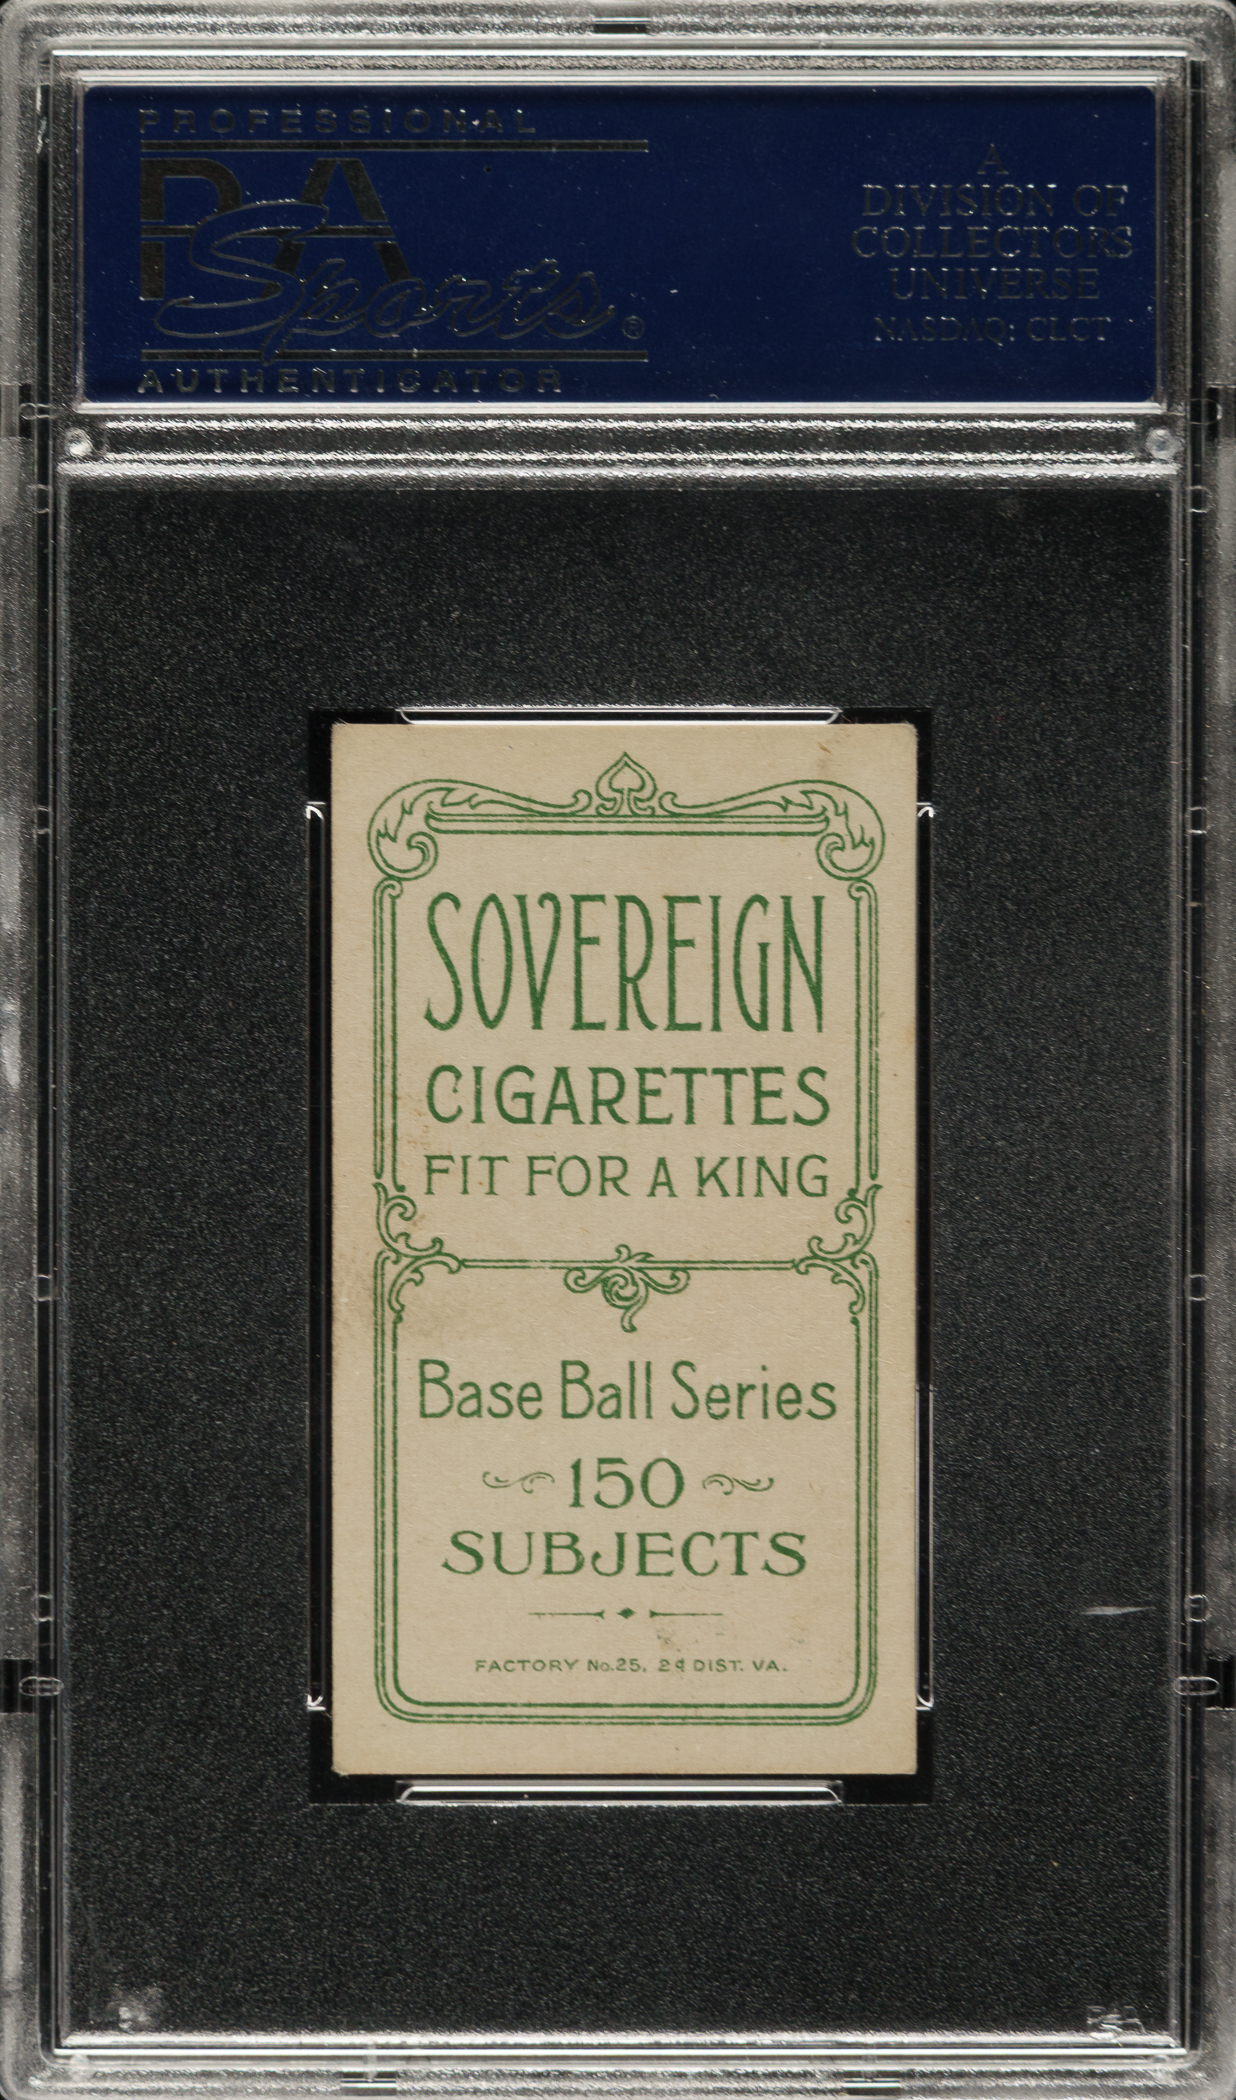 PROFESSIONAL
PSA
Sports®
AUTHENTICATOR
A
DIVISION OF
COLLECTORS
UNIVERSE
NASDAQ: CLCT
SOVEREIGN
CIGARETTES
FIT FOR A KING
Base Ball Series
150
SUBJECTS
FACTORY No. 25, 2d DIST. VA.
PSA